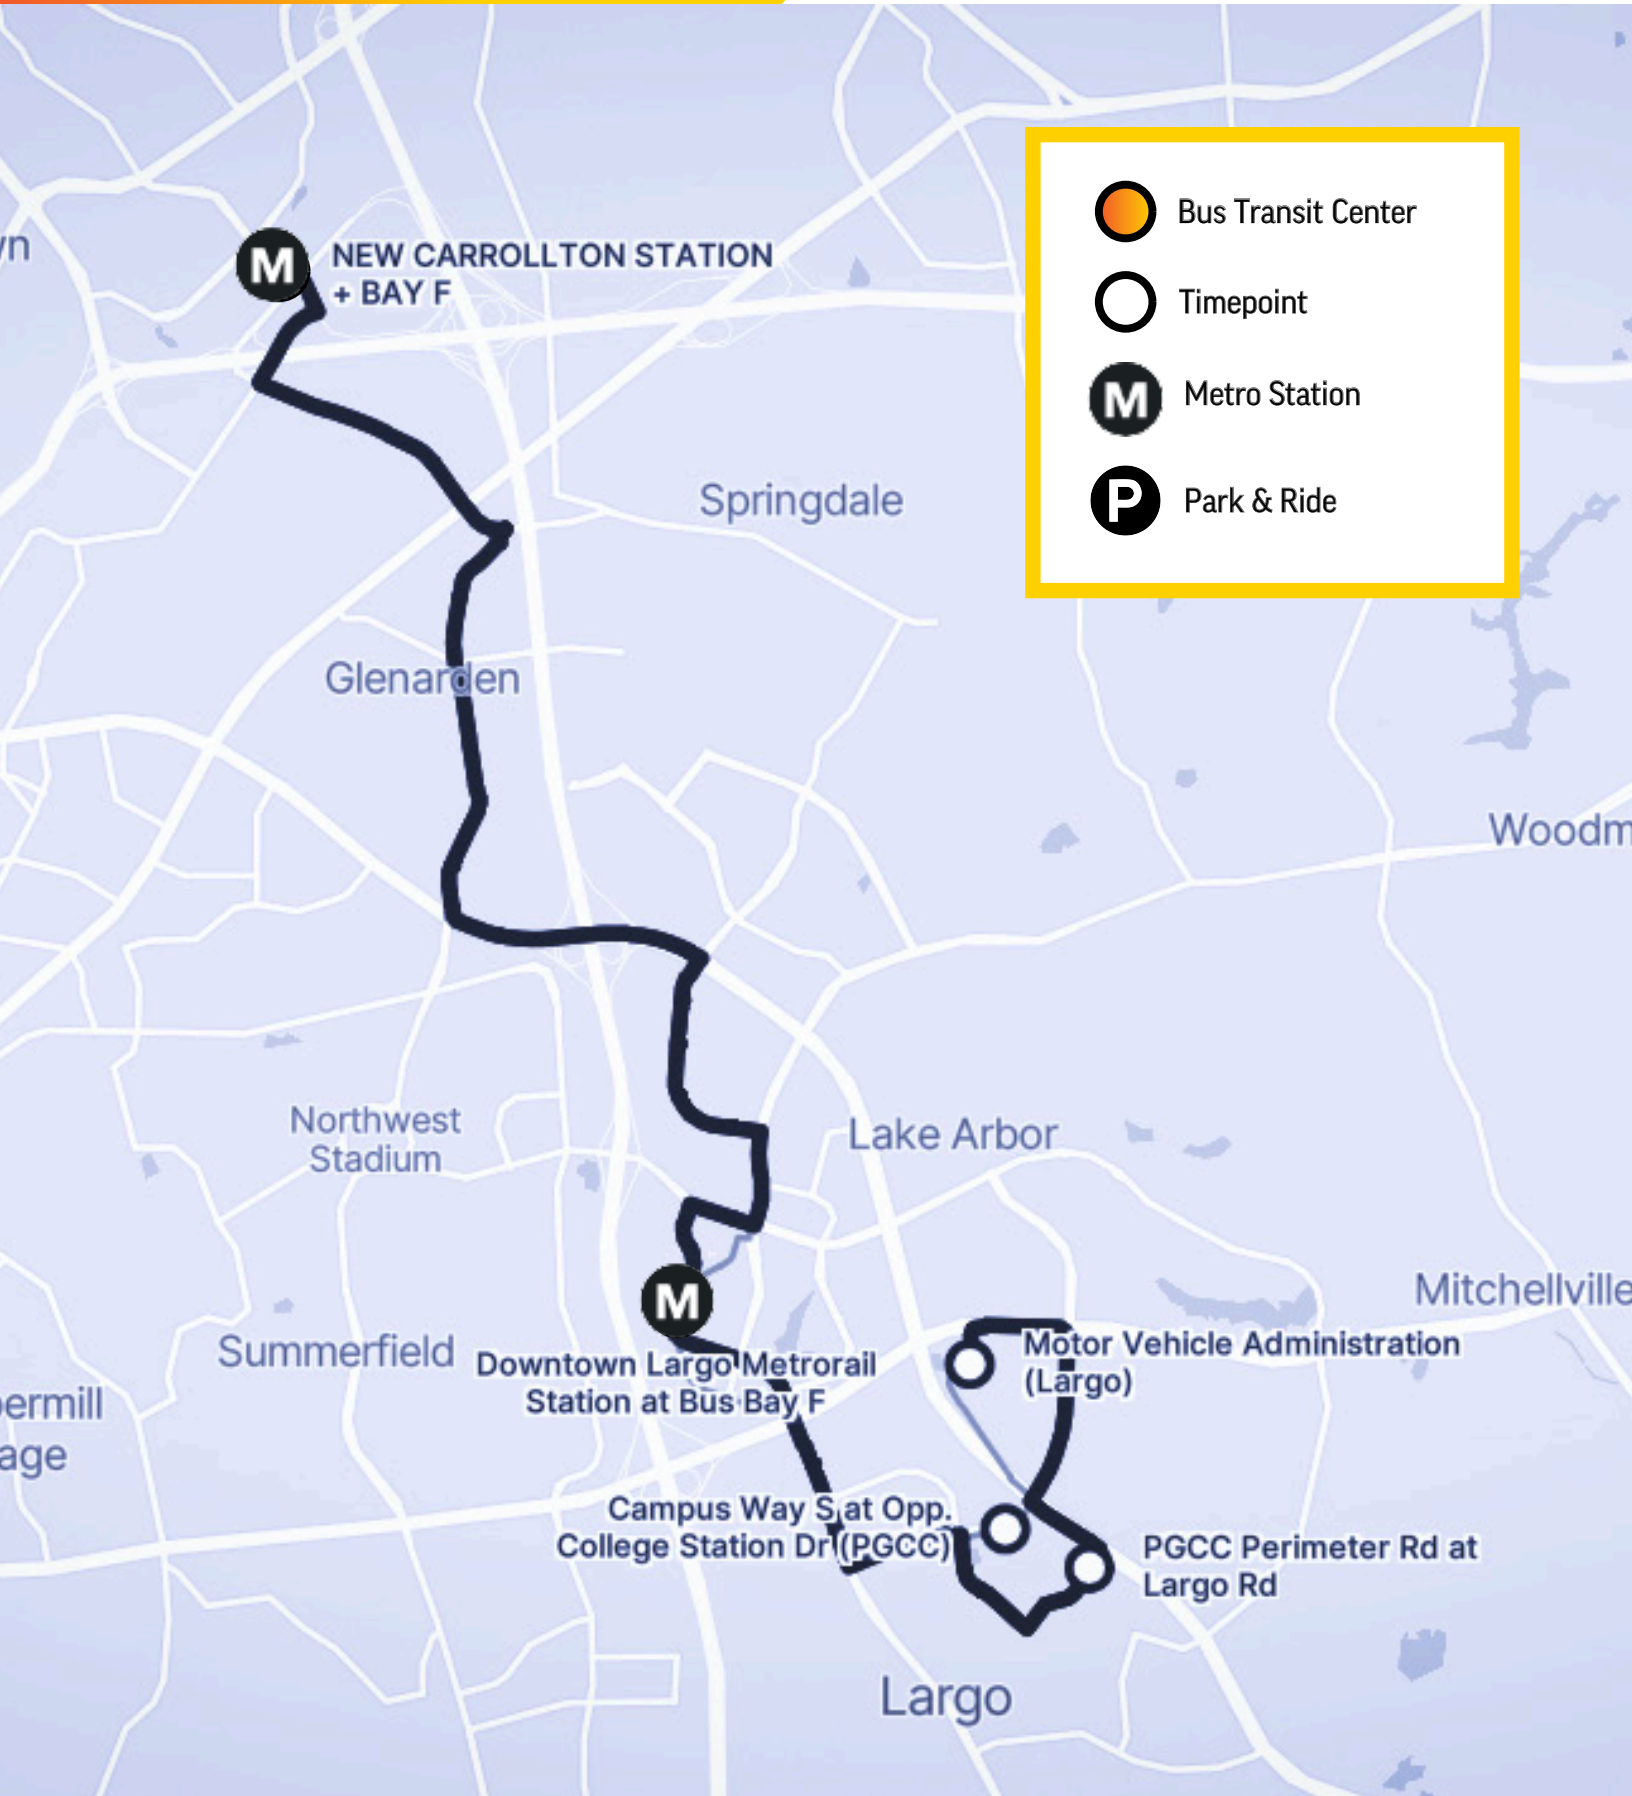 Bus Transit Center
Timepoint
M
Metro Station
P
Park & Ride
M
NEW CARROLLTON STATION
+ BAY F
Springdale
Glenarden
Northwest
Stadium
Lake Arbor
M
Mitchellville
Summerfield
Downtown Largo Metrorail
Station at Bus Bay F
Motor Vehicle Administration
(Largo)
Campus Way S at Opp.
College Station Dr (PGCC)
PGCC Perimeter Rd at
Largo Rd
Largo
Woodm
wn
ermill
age